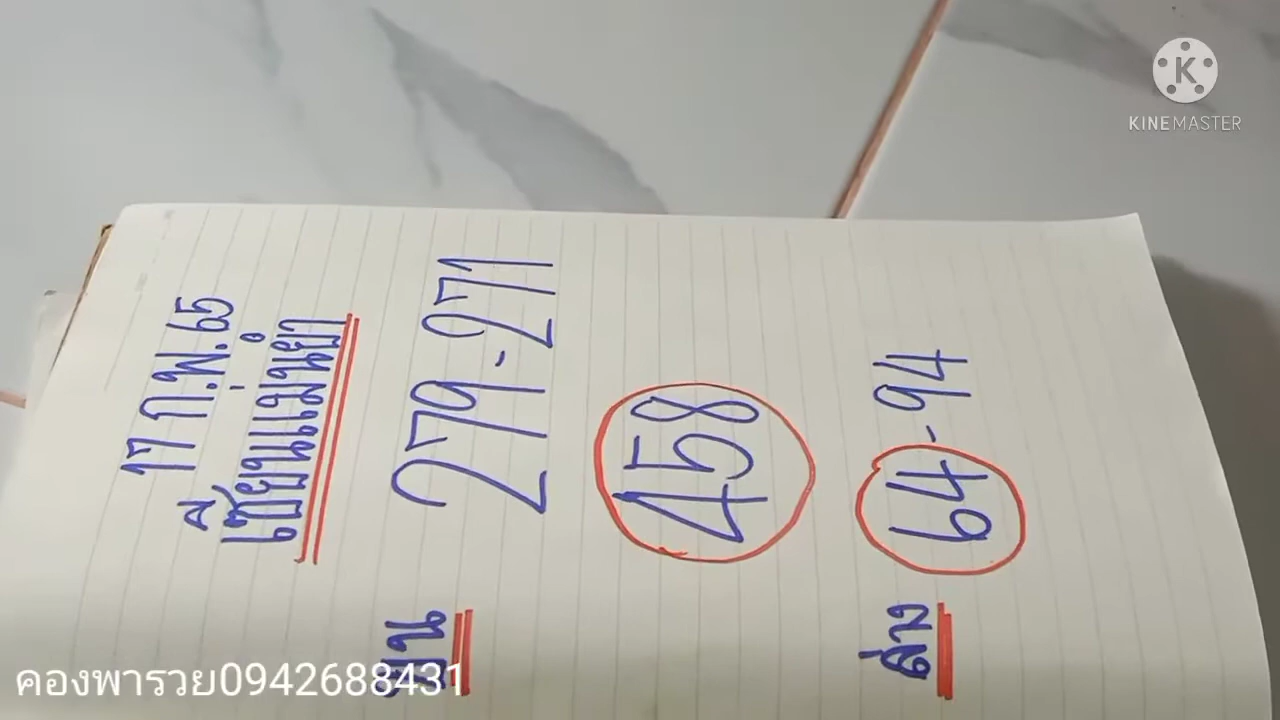 17 ก.พ. 65
เซียนแม่นยำ
บน
279-271
458
ล่าง
64-94
คองพารวย0942688431
KINEMASTER